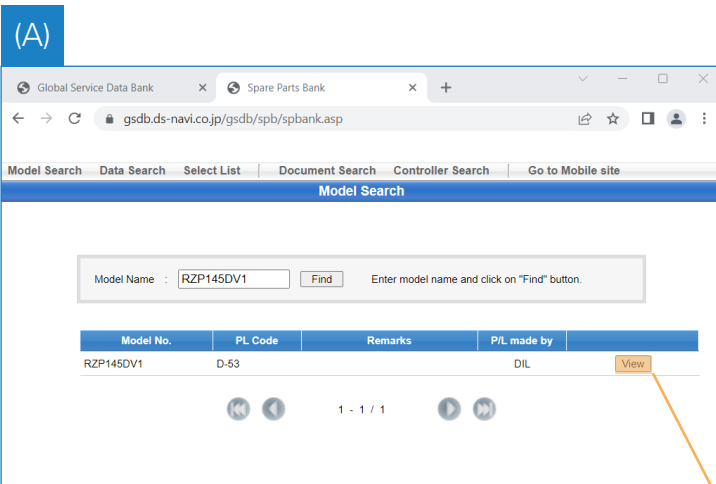 (A)
Global Service Data Bank
Spare Parts Bank
gsdb.ds-navi.co.jp/gsdb/spb/spbank.asp
Model Search Data Search Select List Document Search Controller Search Go to Mobile site
Model Search
Model Name : RZP145DV1 Find Enter model name and click on "Find" button.
Model No. PL Code Remarks P/L made by
RZP145DV1 D-53 DIL View
1 - 1 / 1